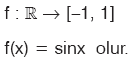 f : ℝ → [–1, 1]
f(x) = sinx olur.